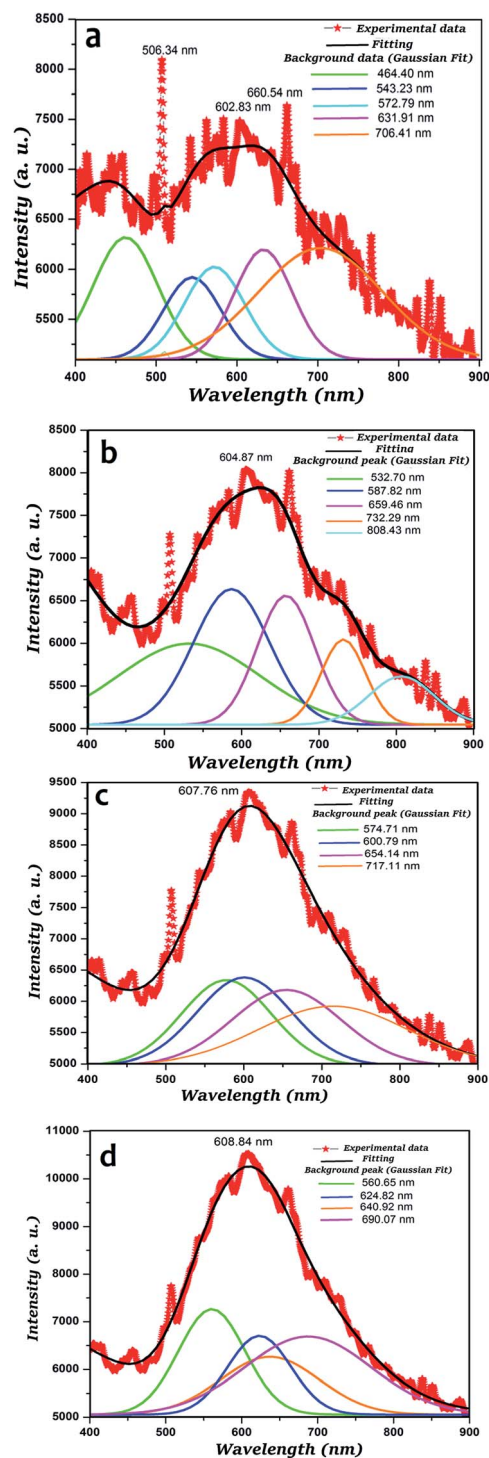 a
506.34 nm
602.83 nm
660.54 nm
Experimental data
Fitting
Background data (Gaussian Fit)
464.40 nm
543.23 nm
572.79 nm
631.91 nm
706.41 nm
Intensity (a. u.)
8500
8000
7500
7000
6500
6000
5500
400 500 600 700 800 900
Wavelength (nm)
b
604.87 nm
Experimental data
Fitting
Background peak (Gaussian Fit)
532.70 nm
587.82 nm
659.46 nm
732.29 nm
808.43 nm
Intensity (a. u.)
8500
8000
7500
7000
6500
6000
5500
5000
400 500 600 700 800 900
Wavelength (nm)
c
607.76 nm
Experimental data
Fitting
Background peak (Gaussian Fit)
574.71 nm
600.79 nm
654.14 nm
717.11 nm
Intensity (a. u.)
9500
9000
8500
8000
7500
7000
6500
6000
5500
5000
400 500 600 700 800 900
Wavelength (nm)
d
608.84 nm
Experimental data
Fitting
Background peak (Gaussian Fit)
560.65 nm
624.82 nm
640.92 nm
690.07 nm
Intensity (a. u.)
11000
10000
9000
8000
7000
6000
5000
400 500 600 700 800 900
Wavelength (nm)